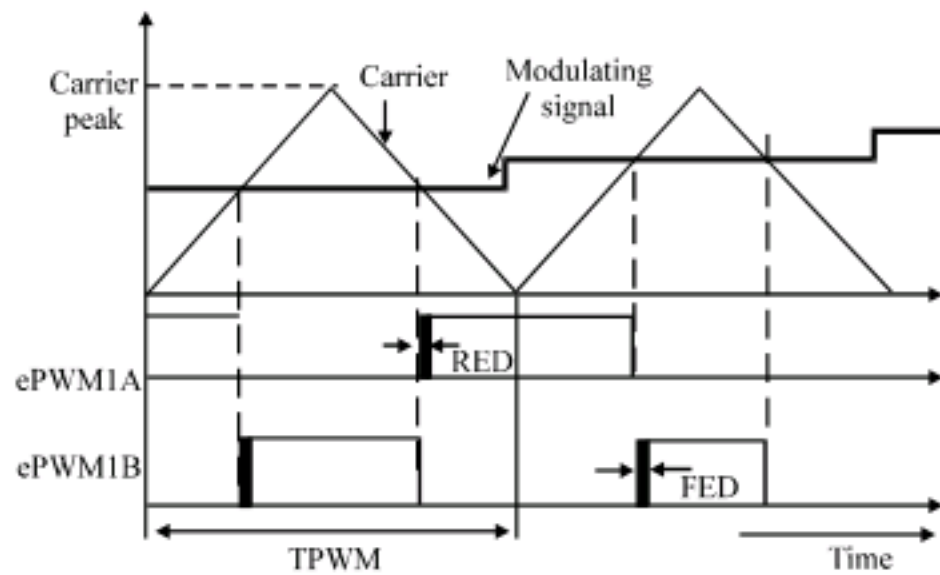 Carrier
peak
Carrier
Modulating
signal
ePWM1A
RED
ePWM1B
FED
TPWM
Time